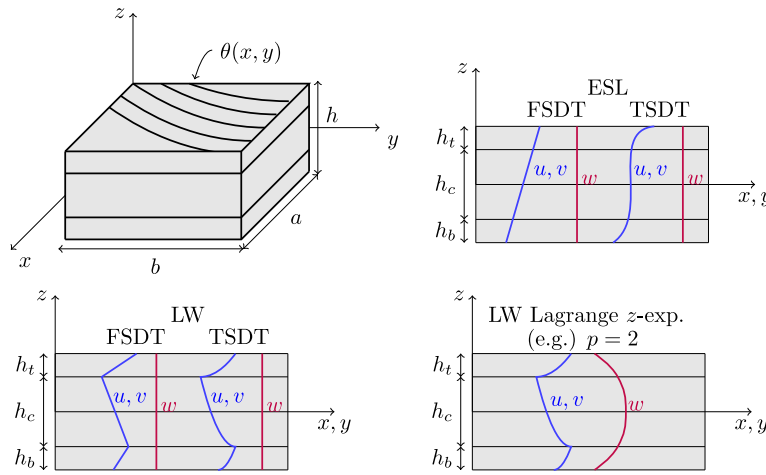 z
θ(x, y)
h
y
a
x
b
z
ESL
FSDT TSDT
h_t
u, v w u, v w
h_c
x, y
h_b
z
LW
FSDT TSDT
h_t
u, v w u, v w
h_c
x, y
h_b
z
LW Lagrange z-exp.
(e.g.) p = 2
h_t
u, v w
h_c
x, y
h_b